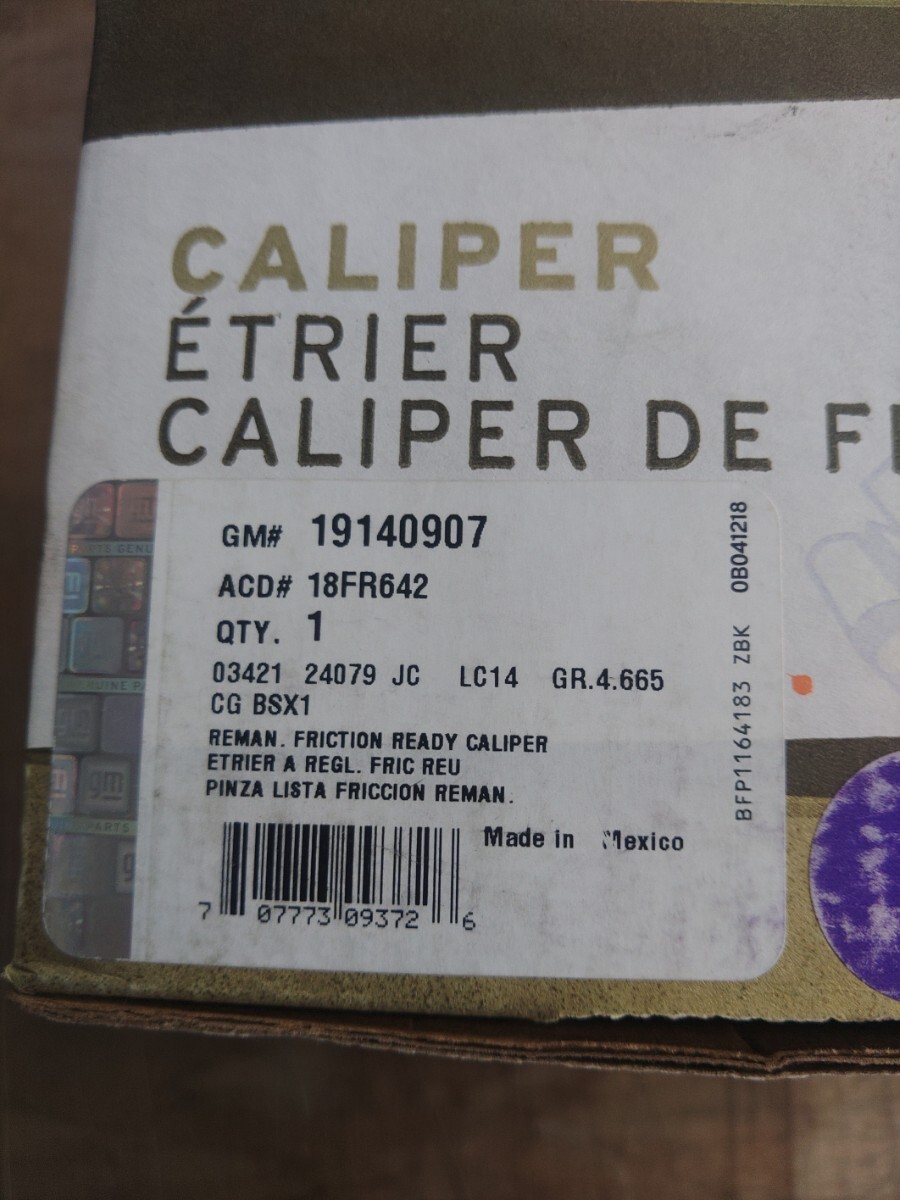 CALIPER
ÉTRIER
CALIPER DE
GM# 19140907
ACD# 18FR642
QTY. 1
03421 24079 JC LC14 GR.4.665
CG BSX1
REMAN. FRICTION READY CALIPER
ETRIER A REGL. FRIC REU
PINZA LISTA FRICCION REMAN.
Made in Mexico
7 07773 09372 6
BFP1164183 ZBK 0B041218
gm
PARTS